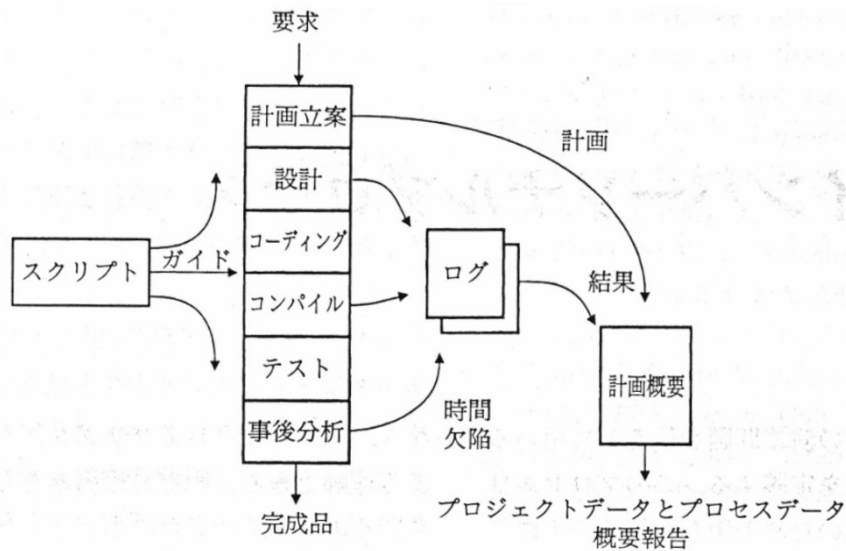 要求
計画立案
計画
設計
コーディング
スクリプト
ガイド
ログ
コンパイル
結果
テスト
計画概要
事後分析
時間
欠陥
完成品
プロジェクトデータとプロセスデータ
概要報告